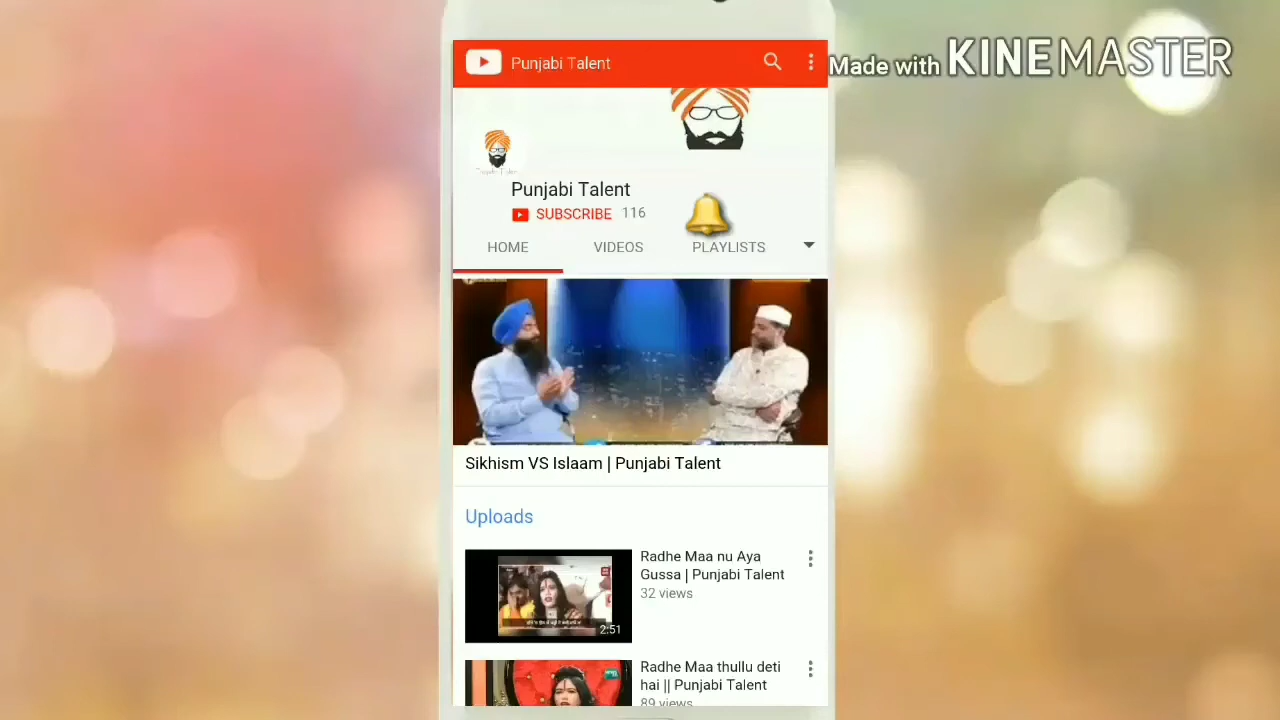 Punjabi Talent
Made with KINEMASTER
Punjabi Talent
SUBSCRIBE 116
HOME VIDEOS PLAYLISTS
Sikhism VS Islaam | Punjabi Talent
Uploads
Radhe Maa nu Aya
Gussa | Punjabi Talent
32 views
2:51
Radhe Maa thullu deti
hai || Punjabi Talent
89 views